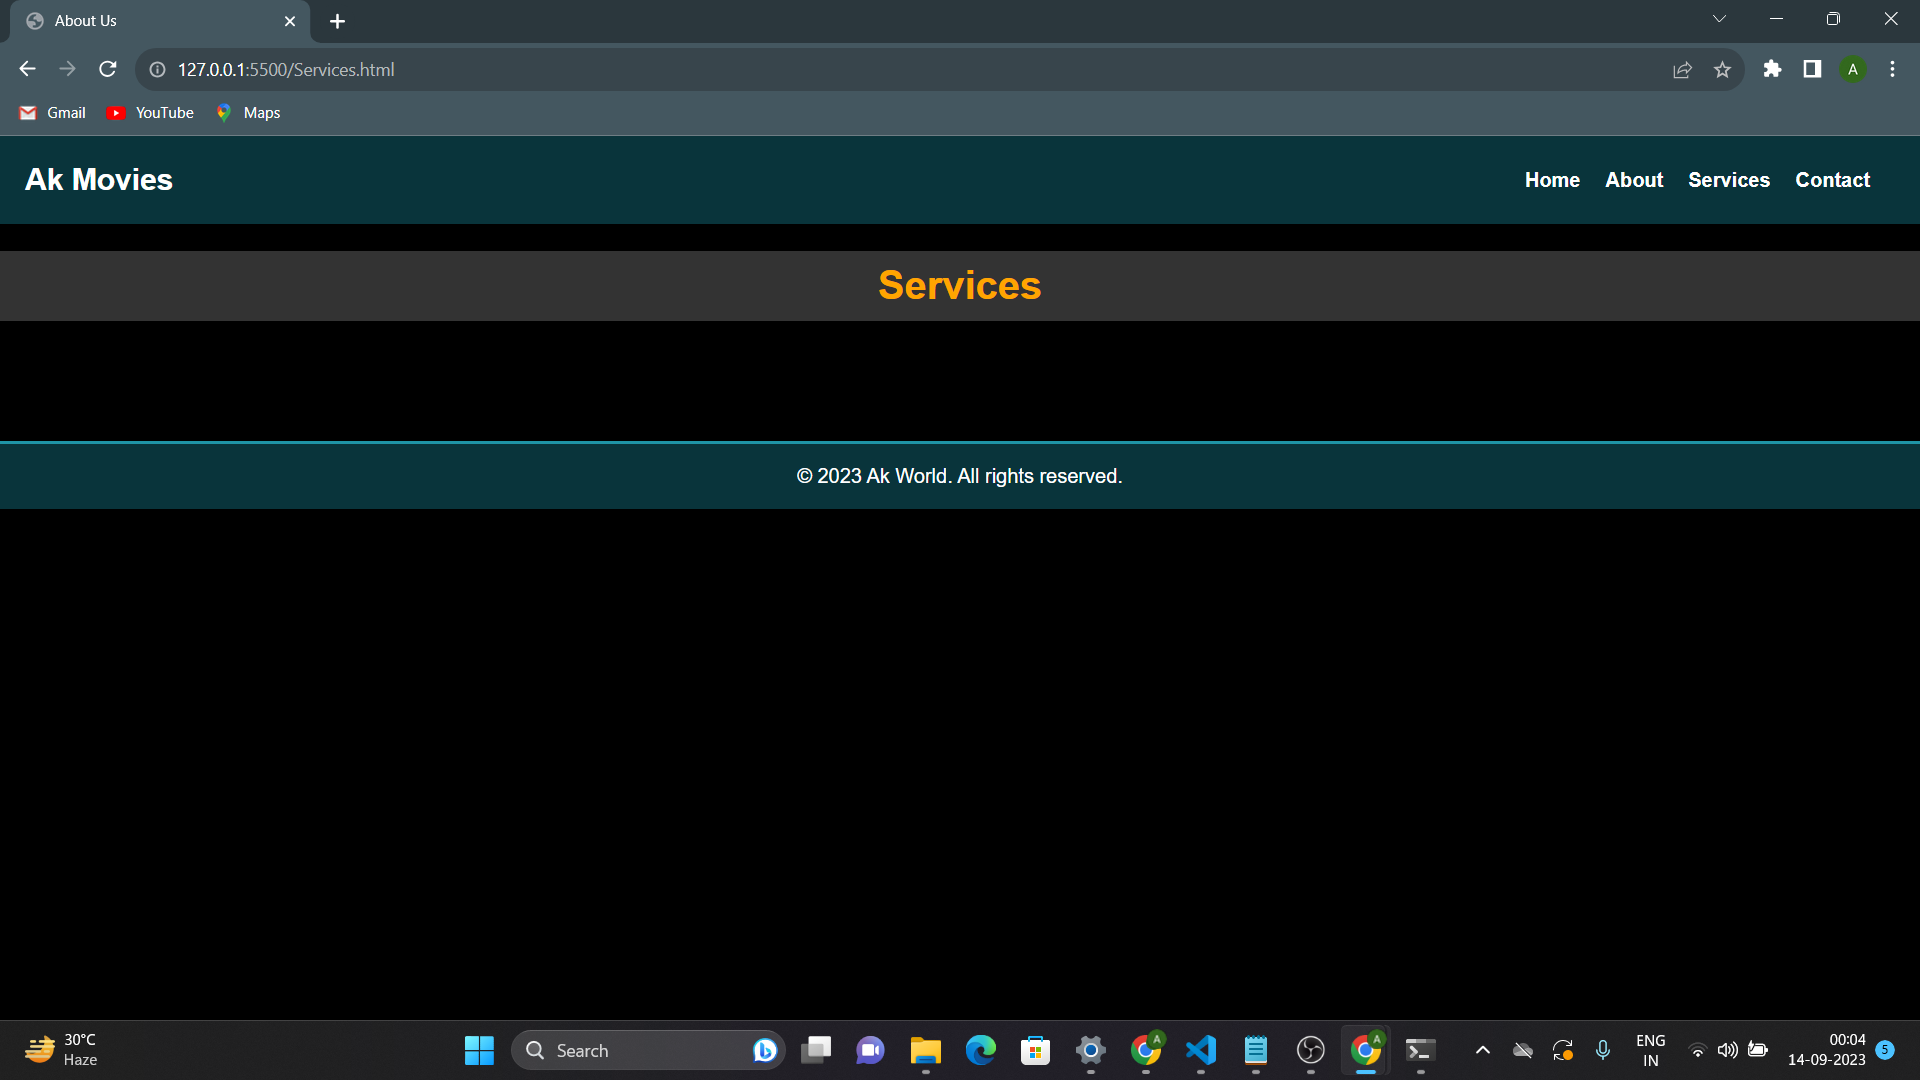 About Us
127.0.0.1:5500/Services.html
A
Gmail YouTube Maps
Ak Movies
Home About Services Contact
Services
© 2023 Ak World. All rights reserved.
30°C
Haze
Search
A
A
ENG
IN
00:04
14-09-2023
5